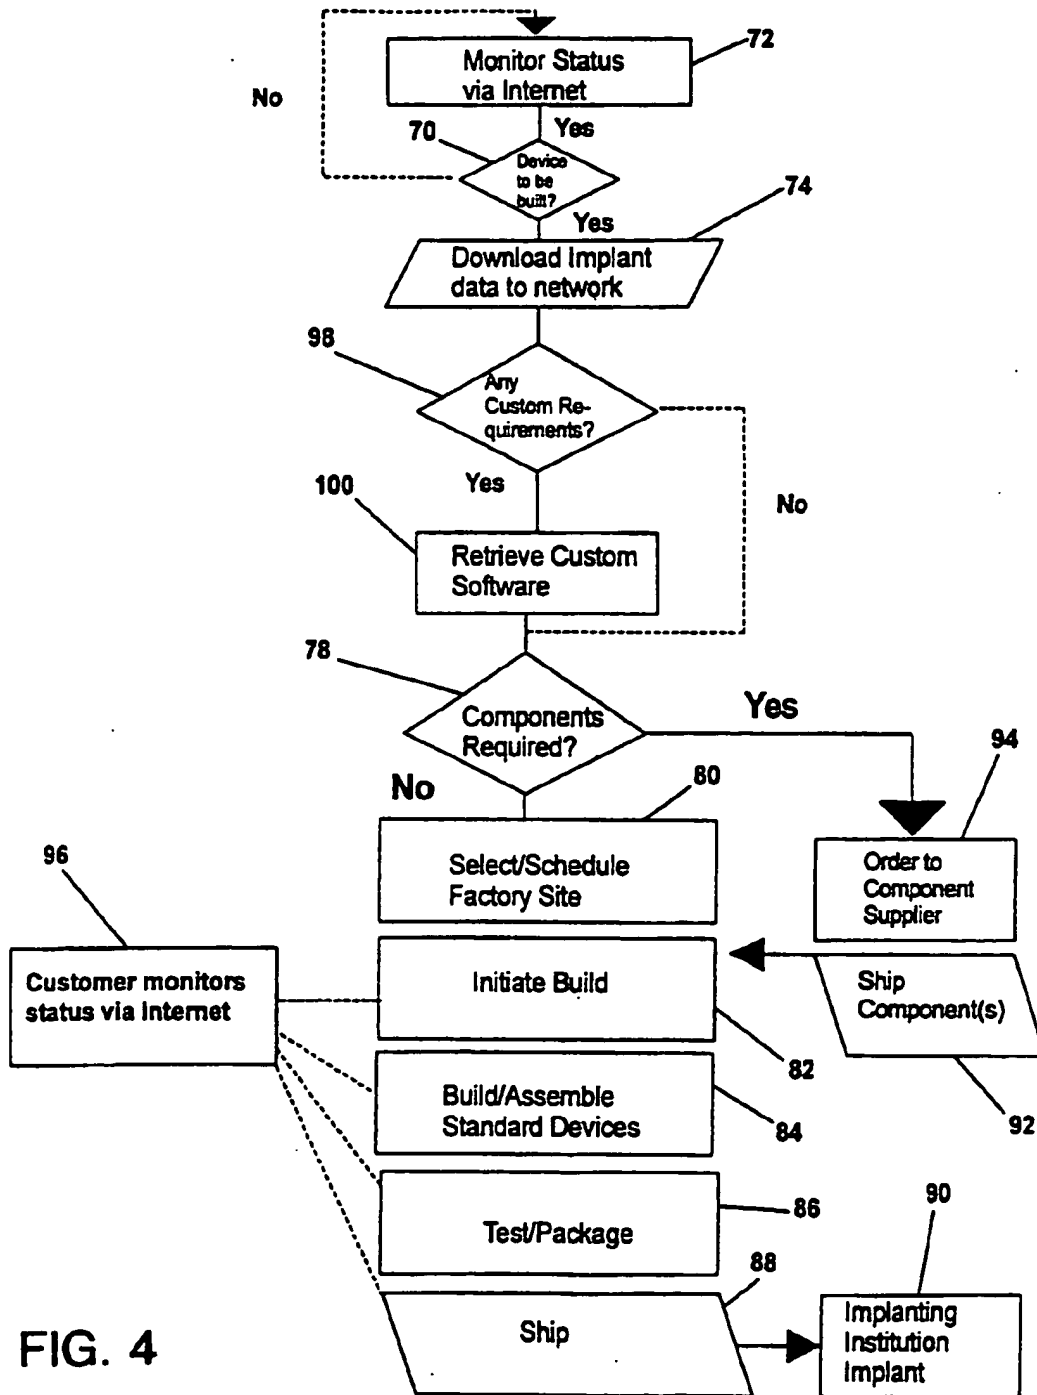 72
Monitor Status
via Internet
No
Yes
70
Device
to be
built?
74
Yes
Download Implant
data to network
98
Any
Custom Re-
quirements?
Yes
100
No
Retrieve Custom
Software
78
Components
Required?
Yes
94
No
80
Select/Schedule
Factory Site
Order to
Component
Supplier
96
Customer monitors
status via Internet
Initiate Build
Ship
Component(s)
82
92
Build/Assemble
Standard Devices
84
86
Test/Package
90
88
Ship
Implanting
Institution
Implant
FIG. 4